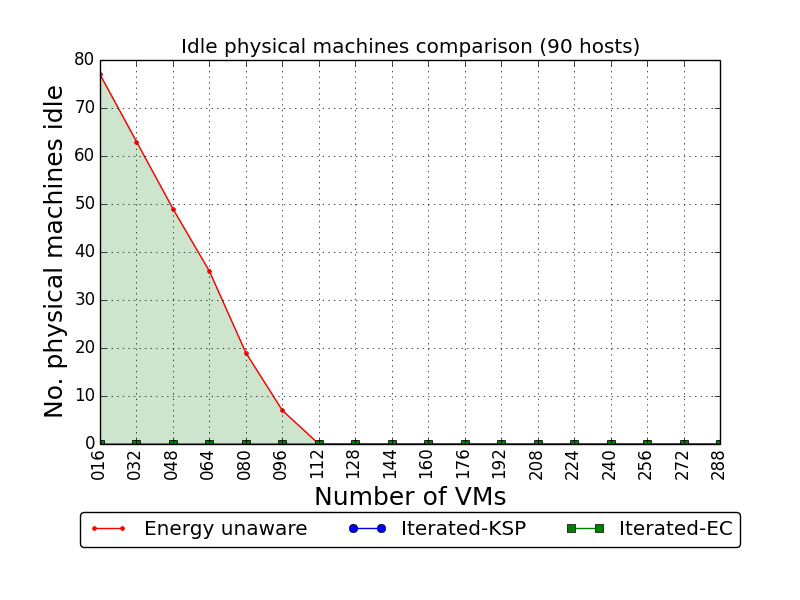 Idle physical machines comparison (90 hosts)
No. physical machines idle
80
70
60
50
40
30
20
10
0
016 032 048 064 080 096 112 128 144 160 176 192 208 224 240 256 272 288
Number of VMs
Energy unaware Iterated-KSP Iterated-EC